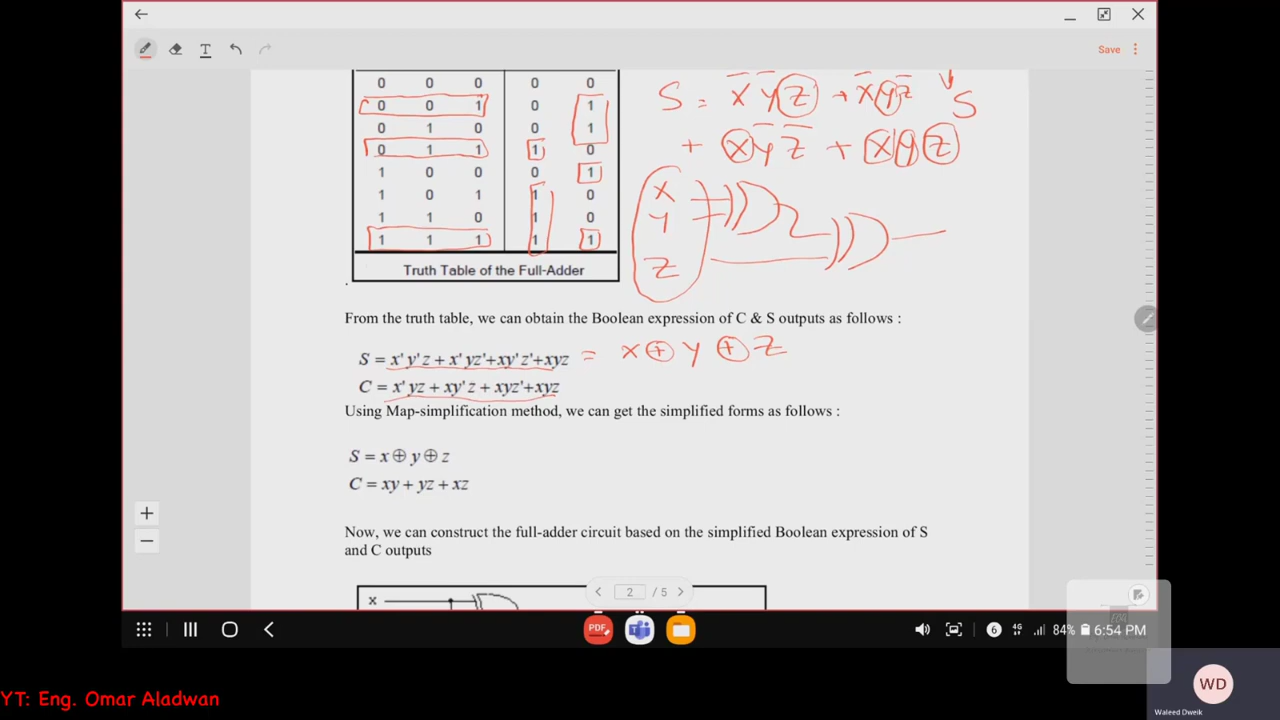 Save
0 0 0 0 0
0 0 1 0 1
0 1 0 0 1
0 1 1 1 0
1 0 0 0 1
1 0 1 1 0
1 1 0 1 0
1 1 1 1 1
Truth Table of the Full-Adder
S = x̅ y̅ z + x̅ y z̅
S
+ x y̅ z̅ + x y z
x
y
z
From the truth table, we can obtain the Boolean expression of C & S outputs as follows :
S = x' y' z + x' yz'+xy' z'+xyz = x ⊕ y ⊕ z
C = x' yz + xy' z + xyz'+xyz
Using Map-simplification method, we can get the simplified forms as follows :
S = x ⊕ y ⊕ z
C = xy + yz + xz
Now, we can construct the full-adder circuit based on the simplified Boolean expression of S
and C outputs
x
2 / 5
PDF
6 4G 84% 6:54 PM
WD
Waleed Dweik
YT: Eng. Omar Aladwan